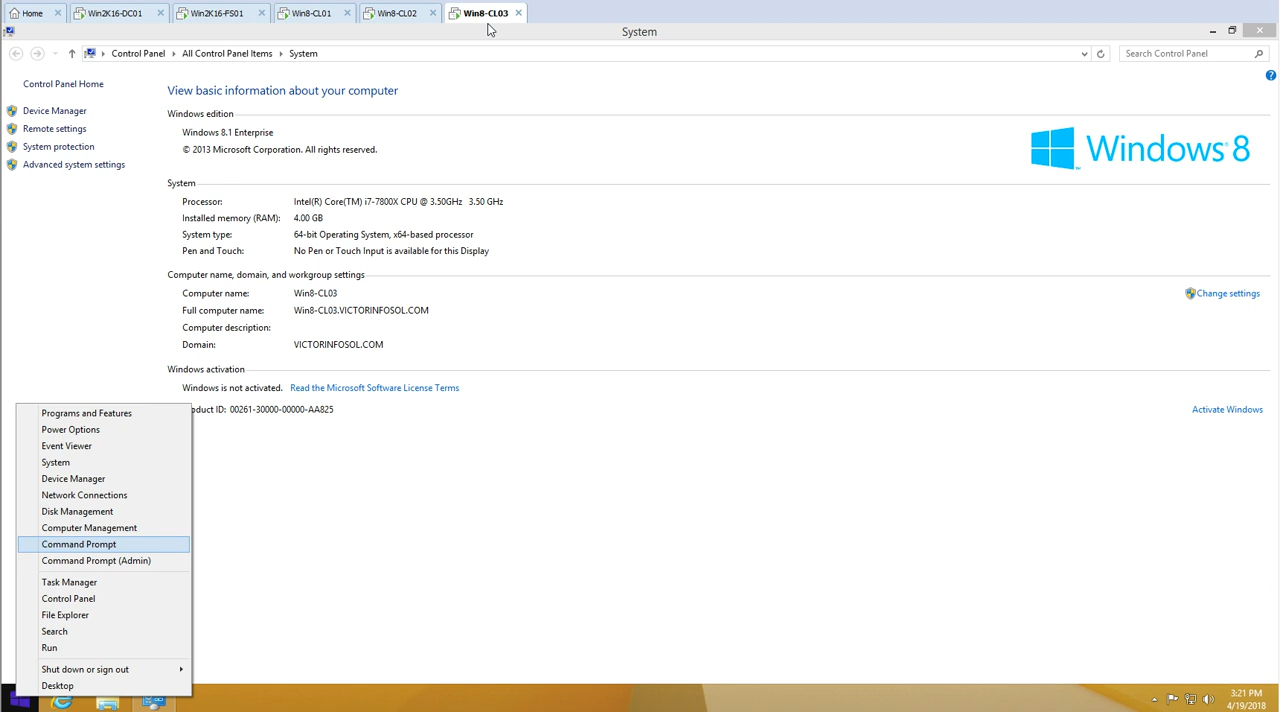 Home
Win2K16-DC01
Win2K16-FS01
Win8-CL01
Win8-CL02
Win8-CL03
System
Control Panel
All Control Panel Items
System
Search Control Panel
Control Panel Home
Device Manager
Remote settings
System protection
Advanced system settings
View basic information about your computer
Windows edition
Windows 8.1 Enterprise
© 2013 Microsoft Corporation. All rights reserved.
Windows 8
System
Processor: Intel(R) Core(TM) i7-7800X CPU @ 3.50GHz 3.50 GHz
Installed memory (RAM): 4.00 GB
System type: 64-bit Operating System, x64-based processor
Pen and Touch: No Pen or Touch Input is available for this Display
Computer name, domain, and workgroup settings
Computer name: Win8-CL03
Change settings
Full computer name: Win8-CL03.VICTORINFOSOL.COM
Computer description:
Domain: VICTORINFOSOL.COM
Windows activation
Windows is not activated. Read the Microsoft Software License Terms
oduct ID: 00261-30000-00000-AA825
Activate Windows
Programs and Features
Power Options
Event Viewer
System
Device Manager
Network Connections
Disk Management
Computer Management
Command Prompt
Command Prompt (Admin)
Task Manager
Control Panel
File Explorer
Search
Run
Shut down or sign out
Desktop
3:21 PM
4/19/2018